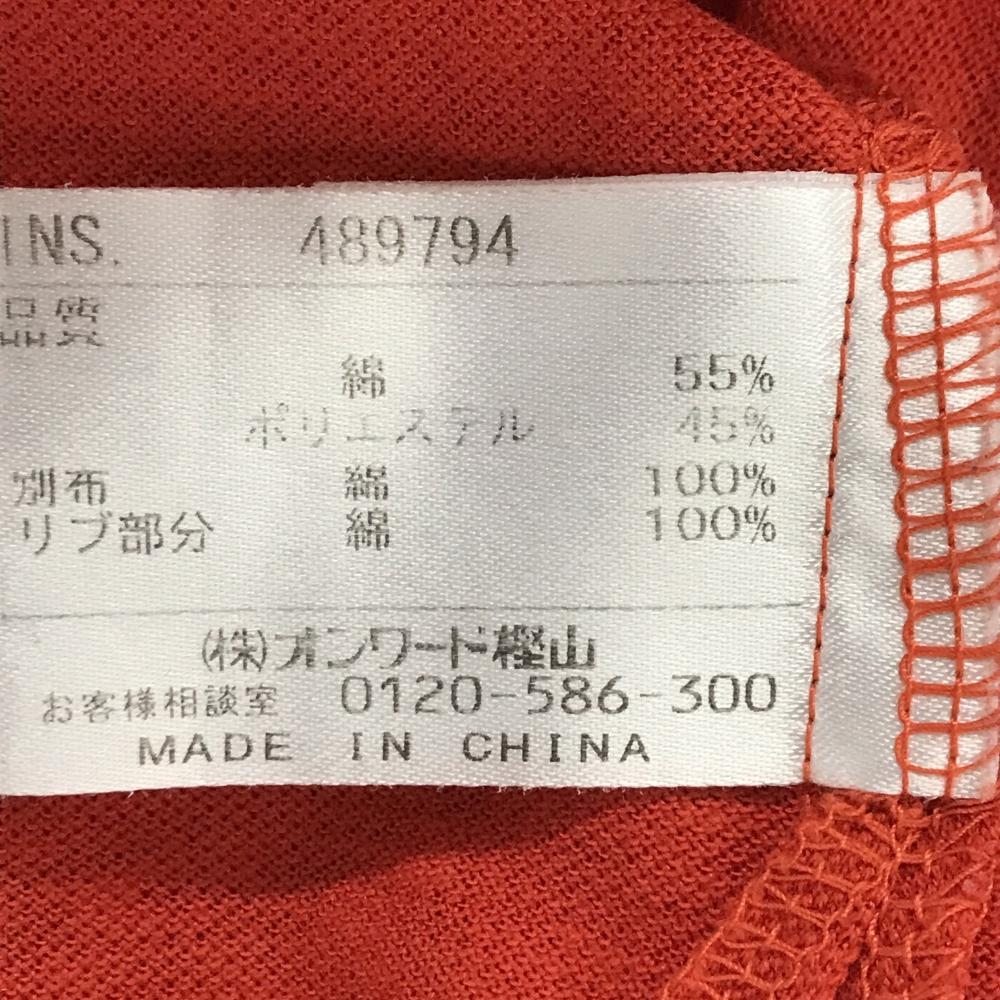 INS. 489794
品質
綿 55%
ポリエステル 45%
別布 綿 100%
リブ部分 綿 100%
(株)オンワード樫山
お客様相談室 0120-586-300
MADE IN CHINA